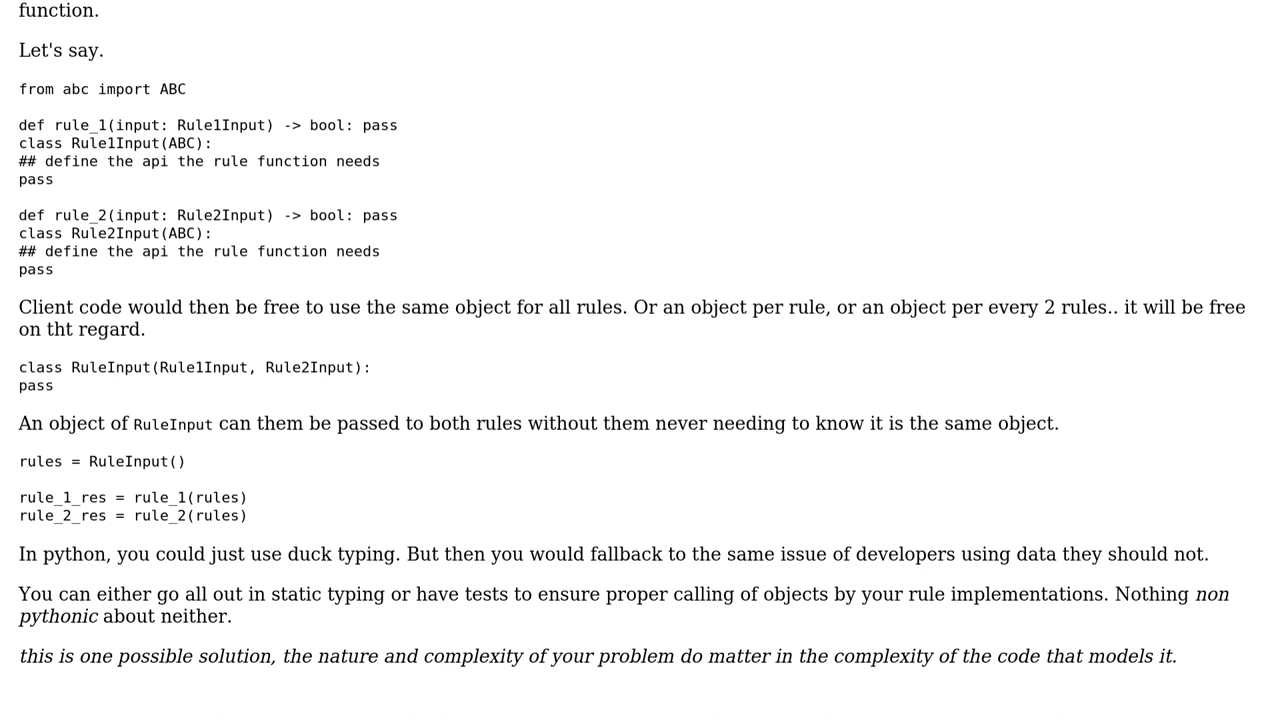 function.
Let's say.
from abc import ABC
def rule_1(input: Rule1Input) -> bool: pass
class Rule1Input(ABC):
## define the api the rule function needs
pass
def rule_2(input: Rule2Input) -> bool: pass
class Rule2Input(ABC):
## define the api the rule function needs
pass
Client code would then be free to use the same object for all rules. Or an object per rule, or an object per every 2 rules.. it will be free
on tht regard.
class RuleInput(Rule1Input, Rule2Input):
pass
An object of RuleInput can them be passed to both rules without them never needing to know it is the same object.
rules = RuleInput()
rule_1_res = rule_1(rules)
rule_2_res = rule_2(rules)
In python, you could just use duck typing. But then you would fallback to the same issue of developers using data they should not.
You can either go all out in static typing or have tests to ensure proper calling of objects by your rule implementations. Nothing non
pythonic about neither.
this is one possible solution, the nature and complexity of your problem do matter in the complexity of the code that models it.